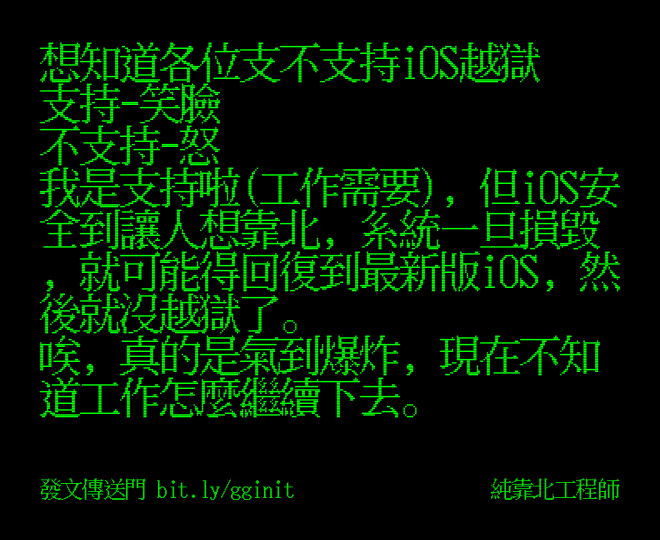 想知道各位支不支持iOS越獄
支持-笑臉
不支持-怒
我是支持啦(工作需要)，但iOS安
全到讓人想靠北，系統一旦損毀
，就可能得回復到最新版iOS，然
後就沒越獄了。
唉，真的是氣到爆炸，現在不知
道工作怎麼繼續下去。
發文傳送門 bit.ly/gginit
純靠北工程師